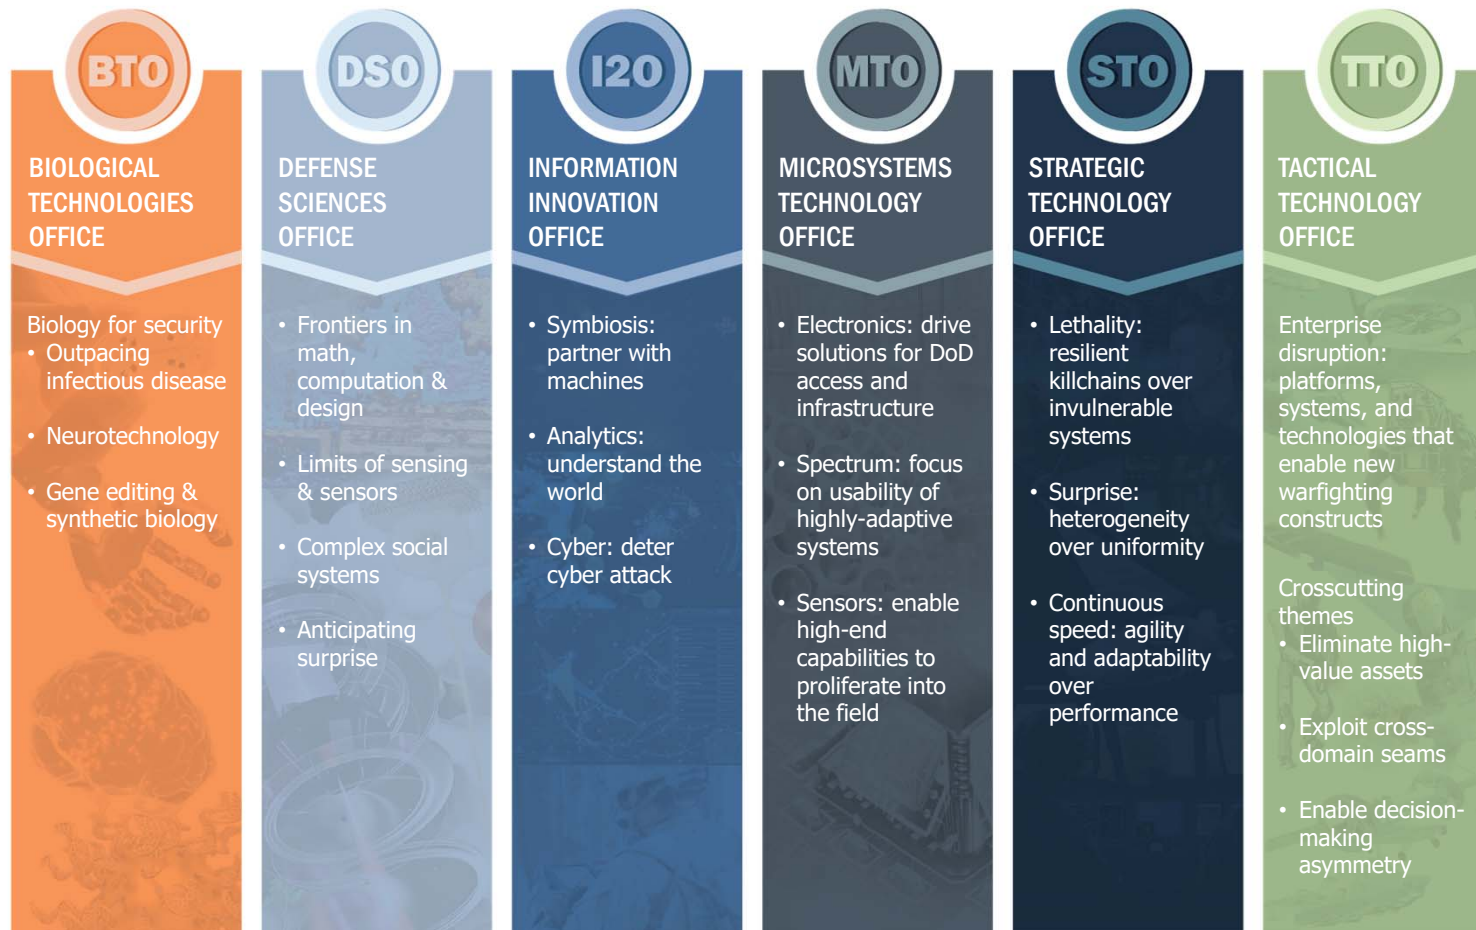 BTO
BIOLOGICAL
TECHNOLOGIES
OFFICE
Biology for security
• Outpacing
infectious disease
• Neurotechnology
• Gene editing &
synthetic biology
DSO
DEFENSE
SCIENCES
OFFICE
• Frontiers in
math,
computation &
design
• Limits of sensing
& sensors
• Complex social
systems
• Anticipating
surprise
I2O
INFORMATION
INNOVATION
OFFICE
• Symbiosis:
partner with
machines
• Analytics:
understand the
world
• Cyber: deter
cyber attack
MTO
MICROSYSTEMS
TECHNOLOGY
OFFICE
• Electronics: drive
solutions for DoD
access and
infrastructure
• Spectrum: focus
on usability of
highly-adaptive
systems
• Sensors: enable
high-end
capabilities to
proliferate into
the field
STO
STRATEGIC
TECHNOLOGY
OFFICE
• Lethality:
resilient
killchains over
invulnerable
systems
• Surprise:
heterogeneity
over uniformity
• Continuous
speed: agility
and adaptability
over
performance
TTO
TACTICAL
TECHNOLOGY
OFFICE
Enterprise
disruption:
platforms,
systems, and
technologies that
enable new
warfighting
constructs
Crosscutting
themes
• Eliminate high-
value assets
• Exploit cross-
domain seams
• Enable decision-
making
asymmetry